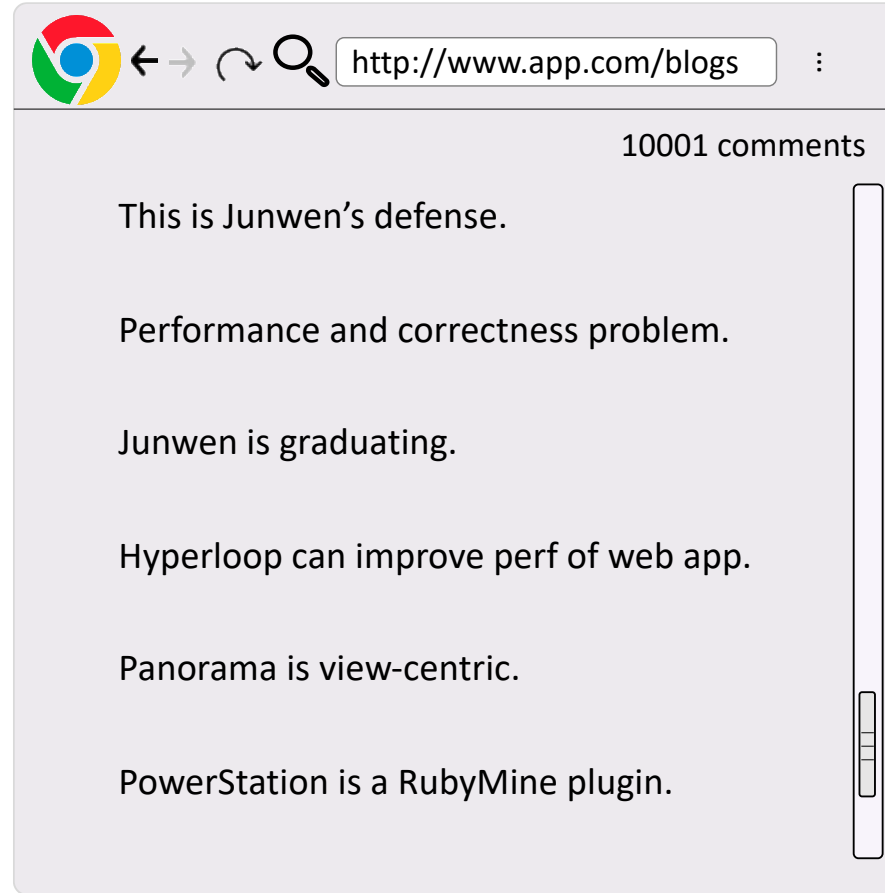 http://www.app.com/blogs
10001 comments
This is Junwen’s defense.
Performance and correctness problem.
Junwen is graduating.
Hyperloop can improve perf of web app.
Panorama is view-centric.
PowerStation is a RubyMine plugin.